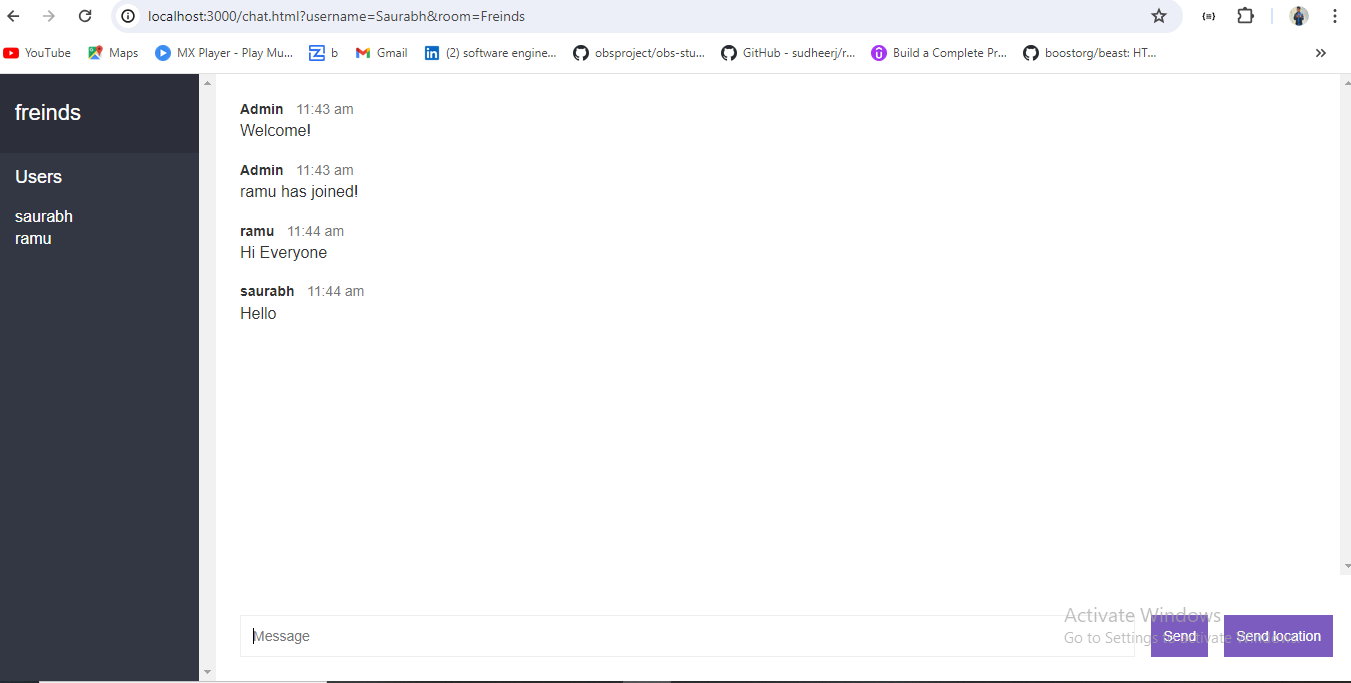 localhost:3000/chat.html?username=Saurabh&room=Freinds
YouTube Maps MX Player - Play Mu... b Gmail (2) software engine... obsproject/obs-stu... GitHub - sudheerj/r... Build a Complete Pr... boostorg/beast: HT...
freinds
Users
saurabh
ramu
Admin 11:43 am
Welcome!
Admin 11:43 am
ramu has joined!
ramu 11:44 am
Hi Everyone
saurabh 11:44 am
Hello
Message
Send
Send location
Activate Windows
Go to Settings to activate Windows.